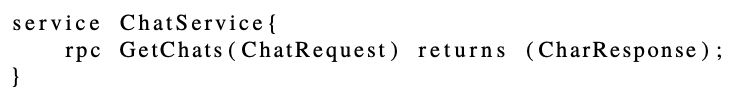 service ChatService{
    rpc GetChats(ChatRequest) returns (CharResponse);
}